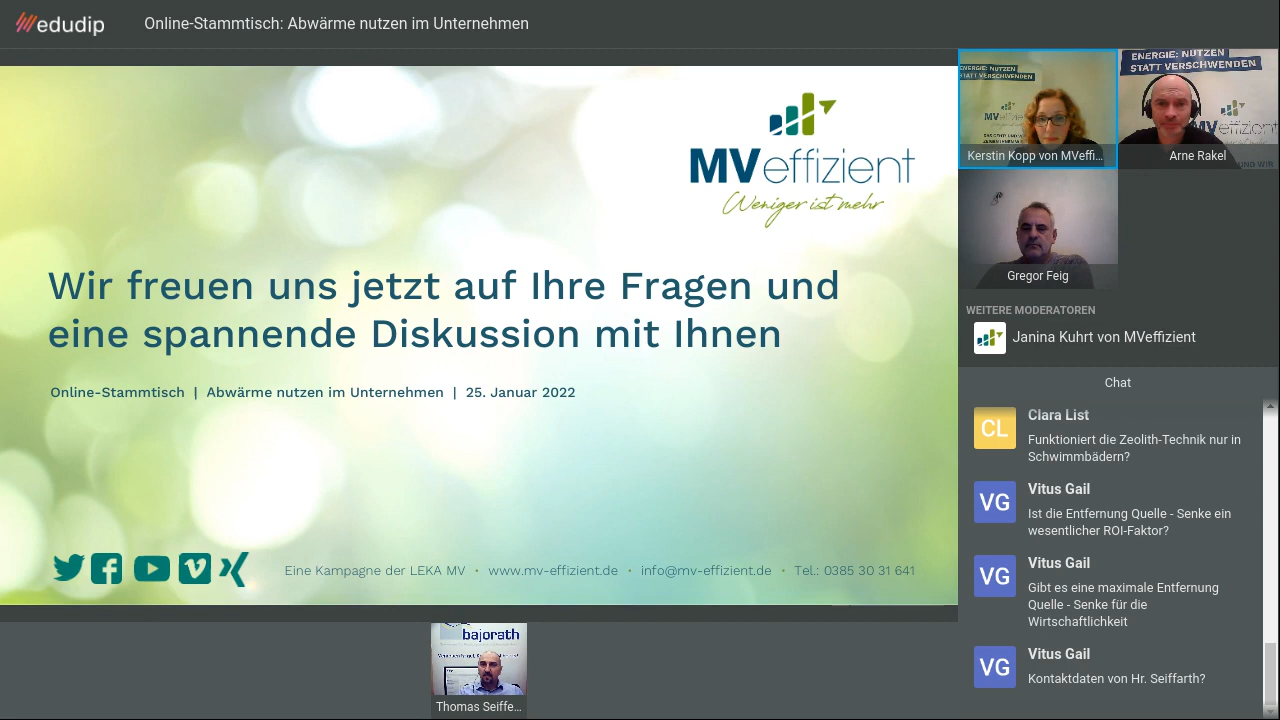 edudip
Online-Stammtisch: Abwärme nutzen im Unternehmen
MVeffizient
Weniger ist mehr
Wir freuen uns jetzt auf Ihre Fragen und
eine spannende Diskussion mit Ihnen
Online-Stammtisch | Abwärme nutzen im Unternehmen | 25. Januar 2022
Eine Kampagne der LEKA MV • www.mv-effizient.de • info@mv-effizient.de • Tel.: 0385 30 31 641
bajorath
Thomas Seiffe...
ENERGIE: NUTZEN
STATT VERSCHWENDEN
Kerstin Kopp von MVeffi...
ENERGIE: NUTZEN
STATT VERSCHWENDEN
MVeffizient
Arne Rakel
Gregor Feig
WEITERE MODERATOREN
Janina Kuhrt von MVeffizient
Chat
CL
Clara List
Funktioniert die Zeolith-Technik nur in
Schwimmbädern?
VG
Vitus Gail
Ist die Entfernung Quelle - Senke ein
wesentlicher ROI-Faktor?
VG
Vitus Gail
Gibt es eine maximale Entfernung
Quelle - Senke für die
Wirtschaftlichkeit
VG
Vitus Gail
Kontaktdaten von Hr. Seiffarth?